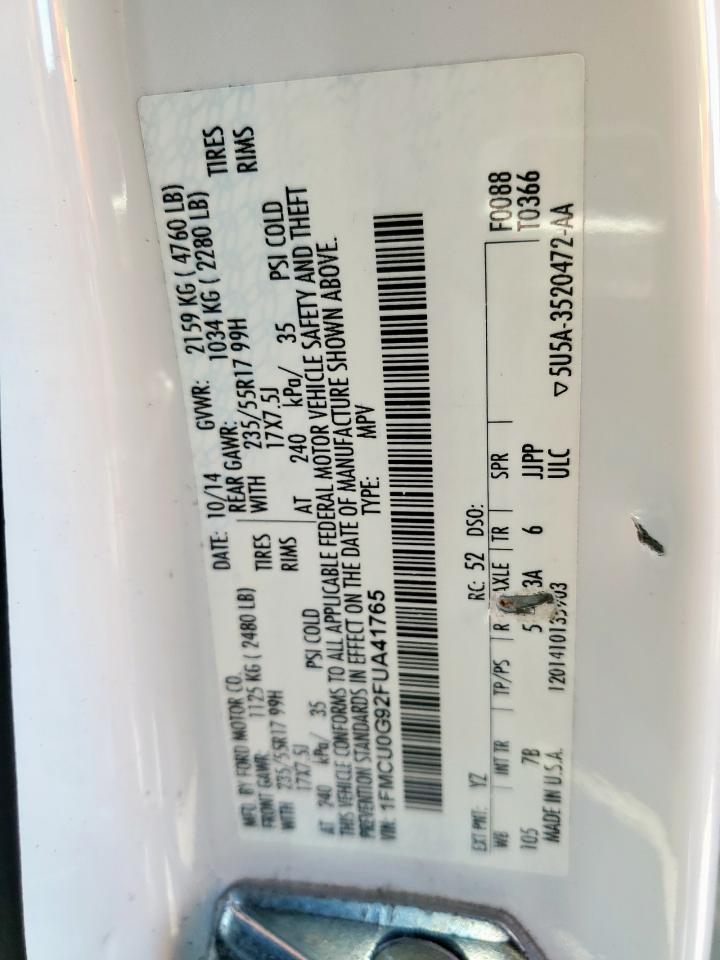 MFD. BY FORD MOTOR CO.
DATE: 10/14 GVWR: 2159 KG ( 4760 LB)
FRONT GAWR: 1125 KG ( 2480 LB)
REAR GAWR: 1034 KG ( 2280 LB)
WITH 235/55R17 99H TIRES
WITH 235/55R17 99H TIRES
17X7.5J RIMS
17X7.5J RIMS
AT 240 kPa/ 35 PSI COLD
AT 240 kPa/ 35 PSI COLD
THIS VEHICLE CONFORMS TO ALL APPLICABLE FEDERAL MOTOR VEHICLE SAFETY AND THEFT
PREVENTION STANDARDS IN EFFECT ON THE DATE OF MANUFACTURE SHOWN ABOVE.
VIN: 1FMCU0G92FUA41765 TYPE: MPV
EXT PNT: YZ RC: 52 DSO: F0088
WB INT TR TP/PS R AXLE TR SPR T0366
105 7B 5 3A 6 JJPP
MADE IN U.S.A. ULC ▽5U5A-3520472-AA